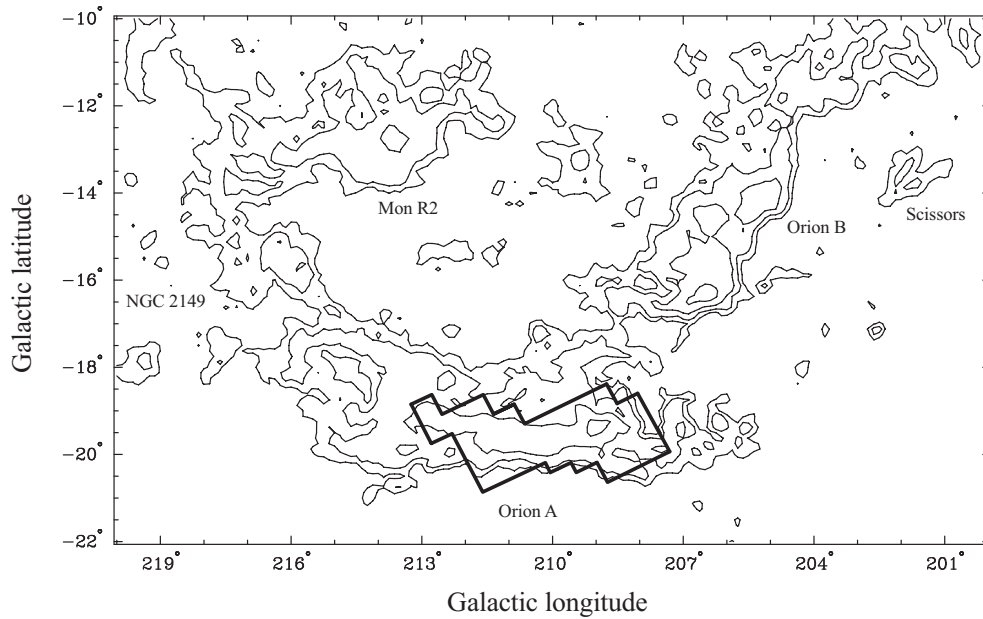 −10°
−12°
−14°
−16°
−18°
−20°
−22°
Galactic latitude
Mon R2
Orion B
Scissors
NGC 2149
Orion A
219° 216° 213° 210° 207° 204° 201°
Galactic longitude